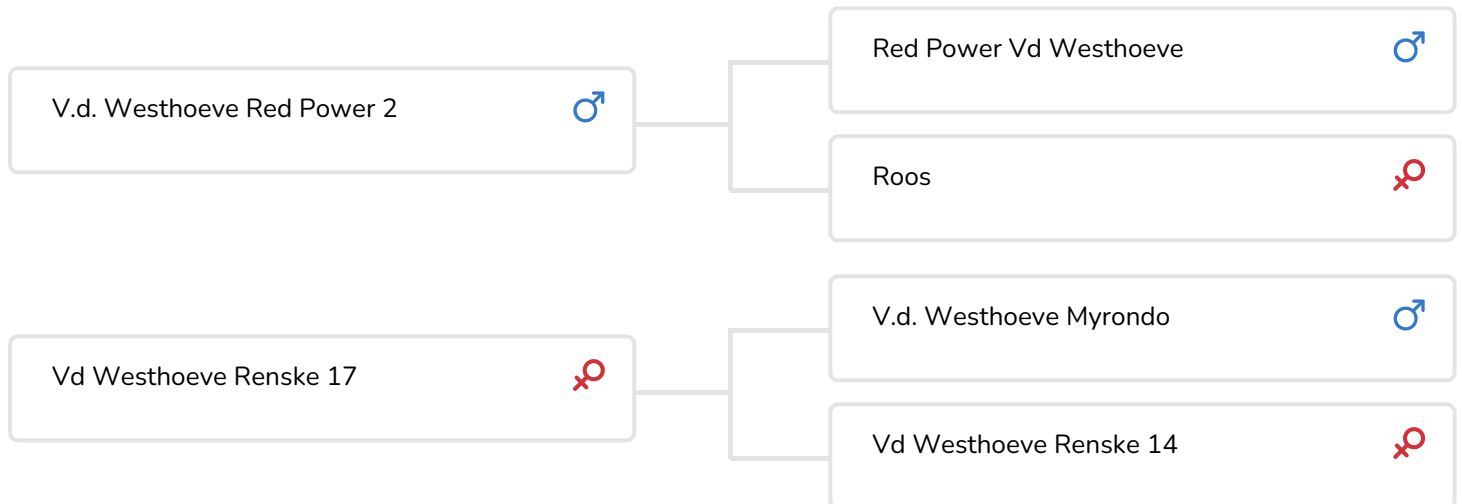 Red Power Vd Westhoeve
V.d. Westhoeve Red Power 2
Roos
V.d. Westhoeve Myrondo
Vd Westhoeve Renske 17
Vd Westhoeve Renske 14